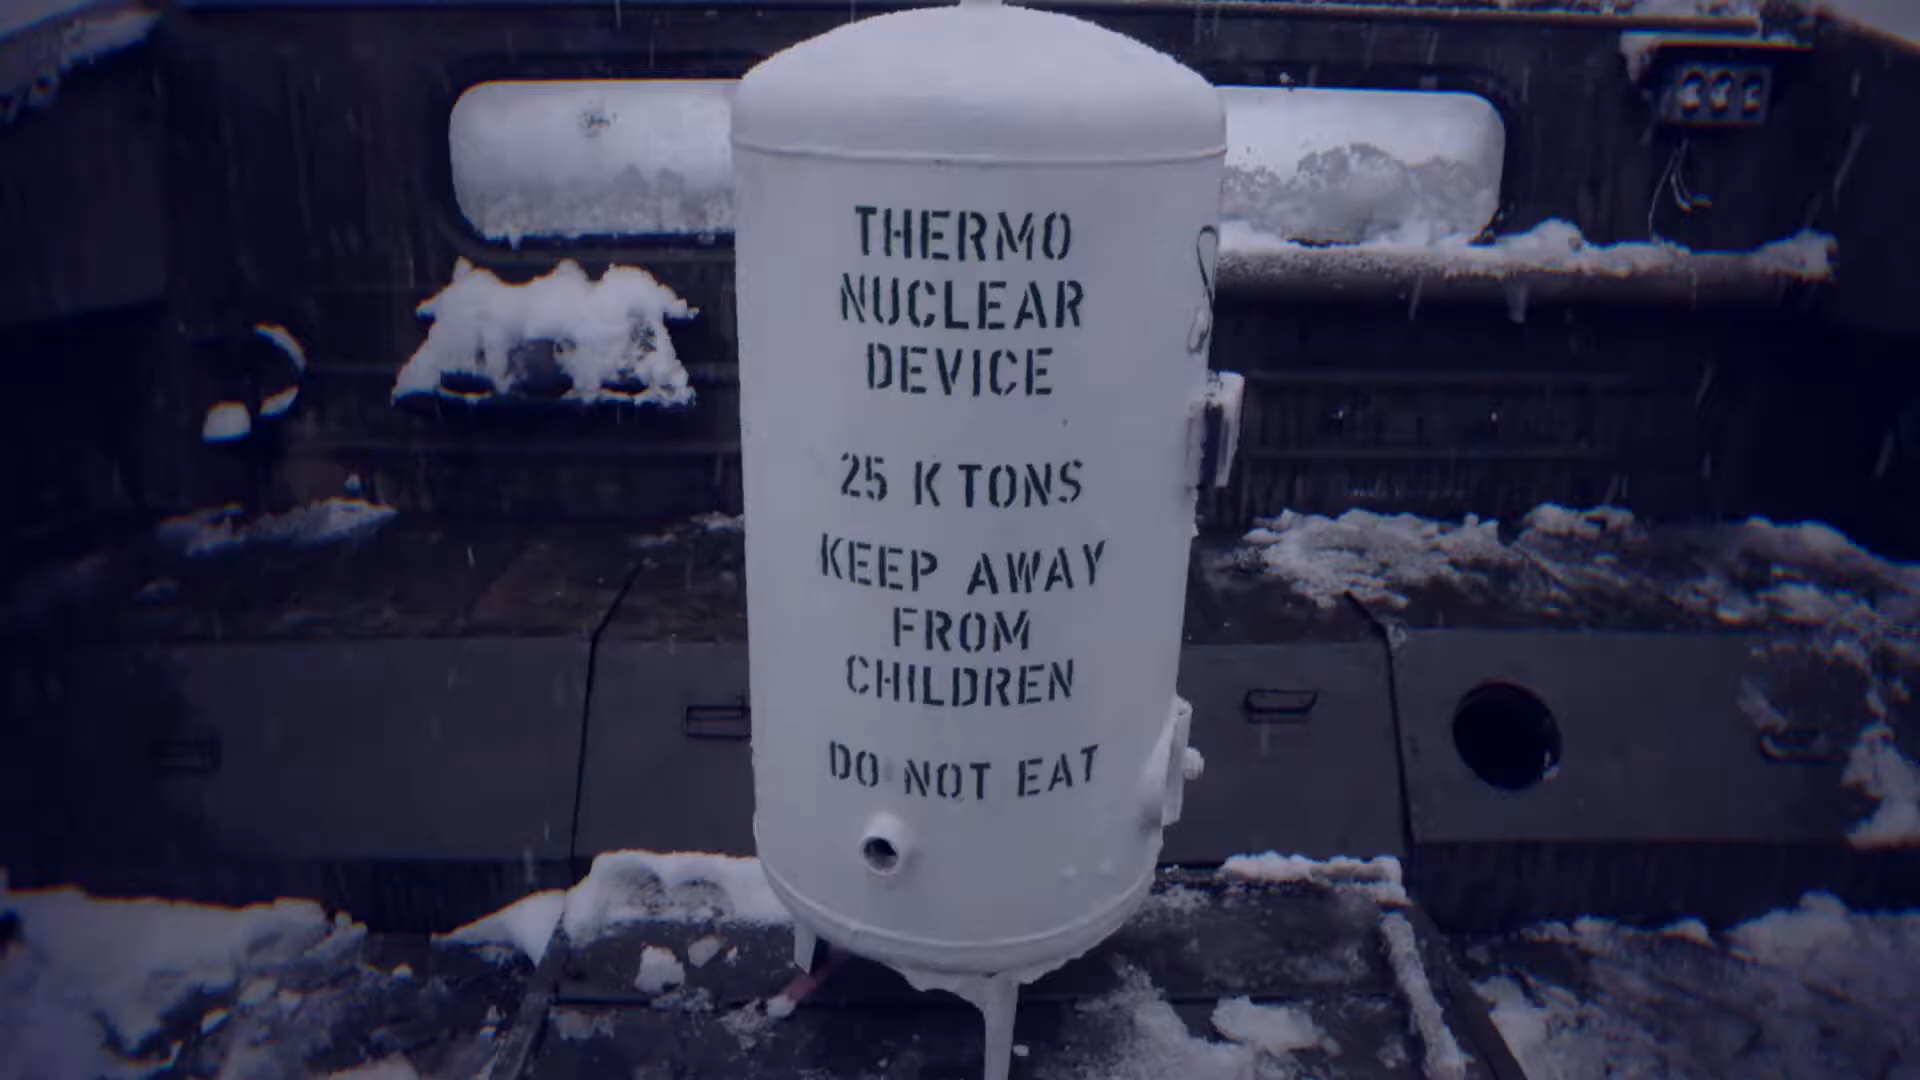 THERMO
NUCLEAR
DEVICE
25 K TONS
KEEP AWAY
FROM
CHILDREN
DO NOT EAT